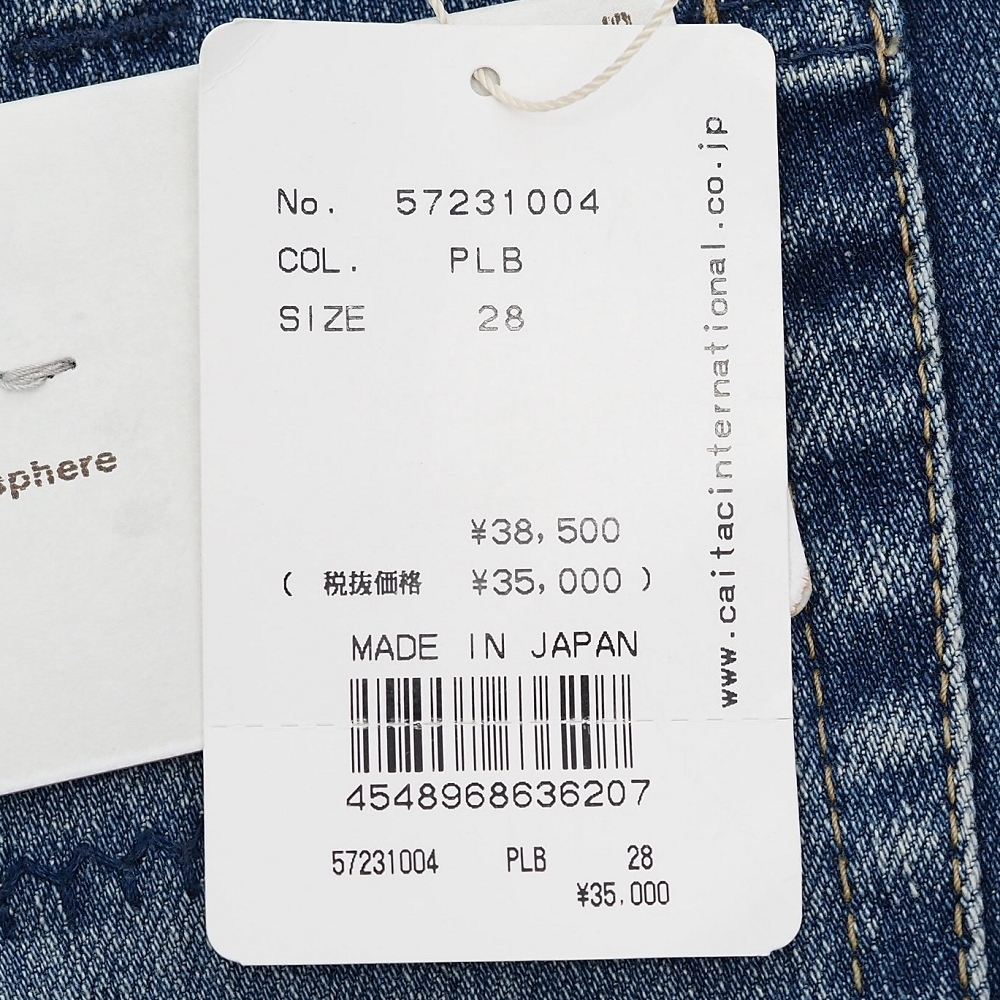 No. 57231004
COL. PLB
SIZE 28
¥38,500
( 税抜価格 ¥35,000 )
MADE IN JAPAN
4548968636207
57231004 PLB 28
¥35,000
www.caitacinternational.co.jp
sphere